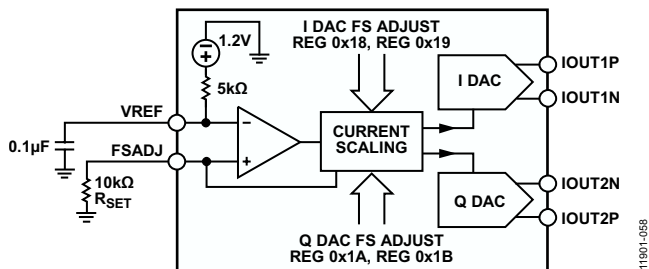 I DAC FS ADJUST
REG 0x18, REG 0x19
1.2V
5kΩ
VREF
0.1µF
FSADJ
10kΩ
RSET
–
+
CURRENT
SCALING
I DAC
IOUT1P
IOUT1N
Q DAC
IOUT2N
IOUT2P
Q DAC FS ADJUST
REG 0x1A, REG 0x1B
11901-058